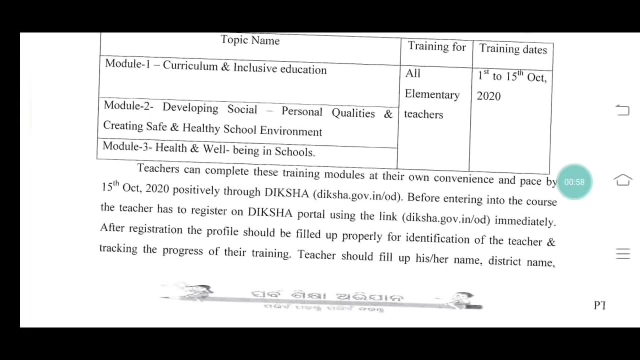 Topic Name Training for Training dates
Module-1 – Curriculum & Inclusive education All 1st to 15th Oct,
Elementary 2020
Module-2- Developing Social – Personal Qualities & teachers
Creating Safe & Healthy School Environment
Module-3- Health & Well- being in Schools.
Teachers can complete these training modules at their own convenience and pace by
15th Oct, 2020 positively through DIKSHA (diksha.gov.in/od). Before entering into the course
the teacher has to register on DIKSHA portal using the link (diksha.gov.in/od) immediately.
After registration the profile should be filled up properly for identification of the teacher &
tracking the progress of their training. Teacher should fill up his/her name, district name,
00:58
ଶିକ୍ଷା ଅଭିଯାନ
PT